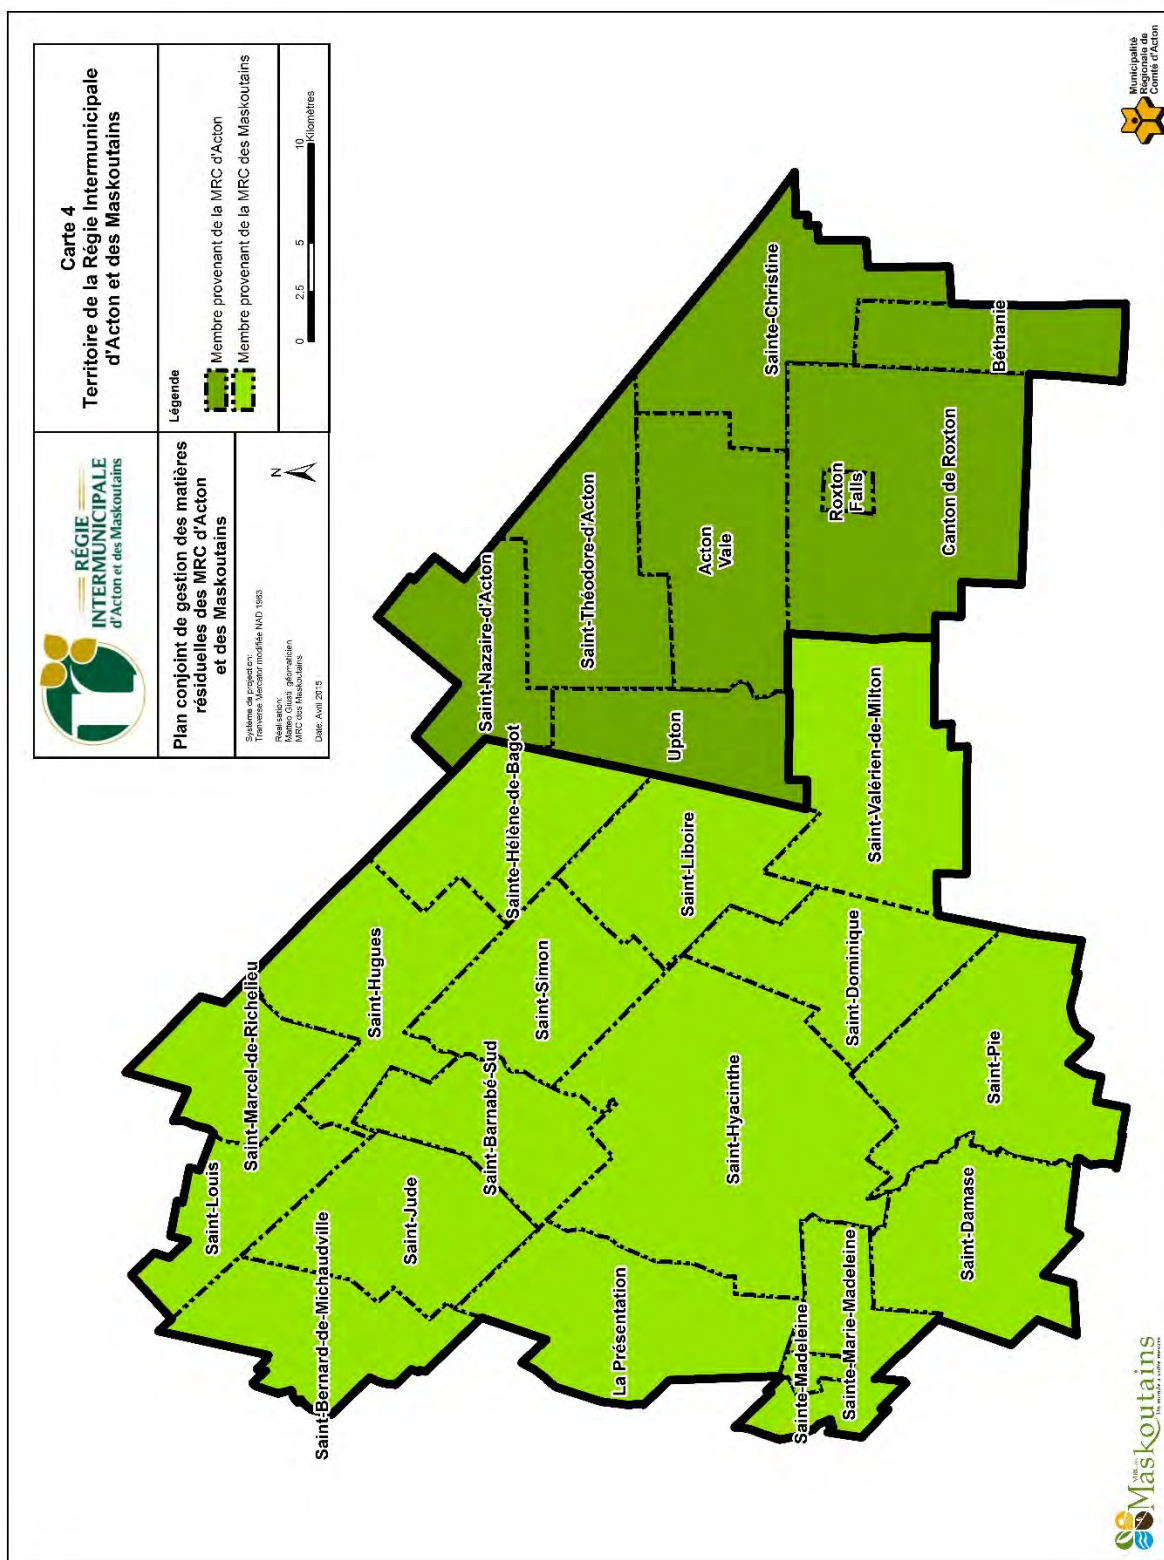 RÉGIE
INTERMUNICIPALE
d'Acton et des Maskoutains
Carte 4
Territoire de la Régie Intermunicipale
d'Acton et des Maskoutains
Plan conjoint de gestion des matières
résiduelles des MRC d'Acton
et des Maskoutains
Légende
Membre provenant de la MRC d'Acton
Membre provenant de la MRC des Maskoutains
Système de projection:
Tranverse Mercator modifiée NAD 1983
Réalisation:
Matteo Giusti, géomaticien
MRC des Maskoutains
Date: Avril 2015
N
0 2,5 5 10
Kilomètres
Saint-Louis
Saint-Marcel-de-Richelieu
Saint-Bernard-de-Michaudville
Saint-Hugues
Saint-Jude
Saint-Barnabé-Sud
Saint-Simon
Sainte-Hélène-de-Bagot
Saint-Nazaire-d'Acton
Saint-Théodore-d'Acton
La Présentation
Saint-Liboire
Upton
Acton
Vale
Saint-Hyacinthe
Sainte-Christine
Sainte-Madeleine
Sainte-Marie-Madeleine
Saint-Dominique
Saint-Valérien-de-Milton
Roxton
Falls
Canton de Roxton
Béthanie
Saint-Damase
Saint-Pie
MRC des
Maskoutains
Municipalité
Régionale de
Comté d'Acton